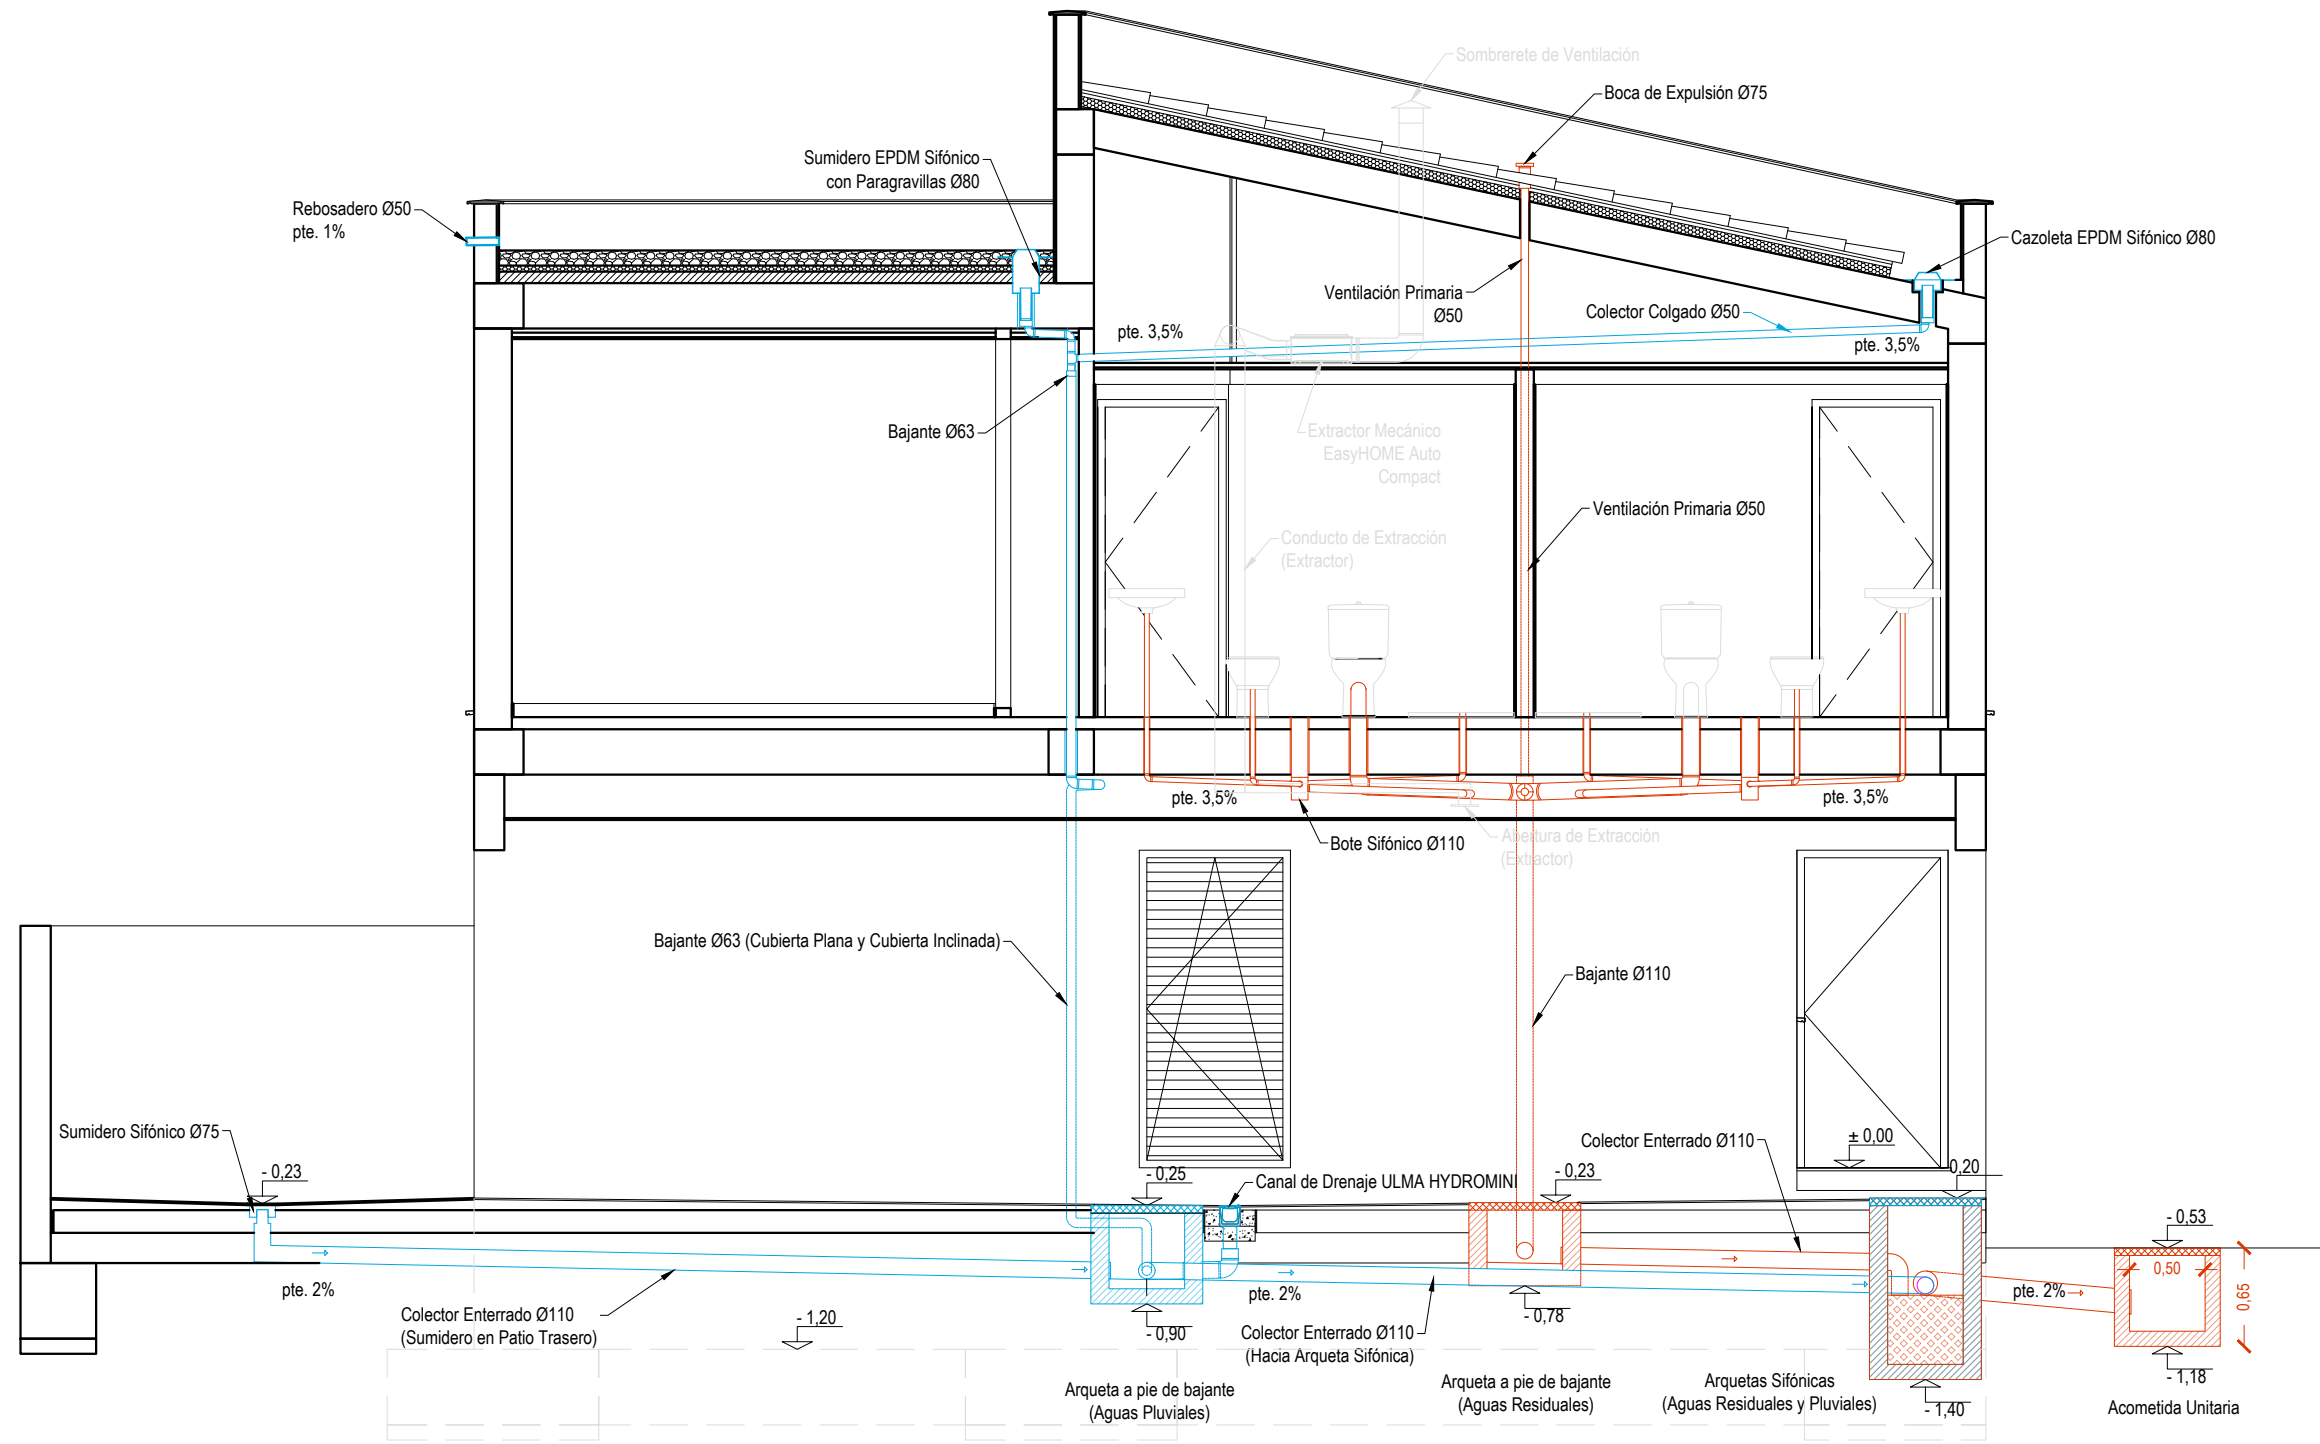 Sombrerete de Ventilación
Boca de Expulsión Ø75
Sumidero EPDM Sifónico
con Paragravillas Ø80
Rebosadero Ø50
pte. 1%
Cazoleta EPDM Sifónico Ø80
Ventilación Primaria
Ø50
Colector Colgado Ø50
pte. 3,5%
pte. 3,5%
Bajante Ø63
Extractor Mecánico
EasyHOME Auto
Compact
Ventilación Primaria Ø50
Conducto de Extracción
(Extractor)
pte. 3,5%
pte. 3,5%
Bote Sifónico Ø110
Abertura de Extracción
(Extractor)
Bajante Ø63 (Cubierta Plana y Cubierta Inclinada)
Bajante Ø110
Sumidero Sifónico Ø75
- 0,23
- 0,25
Canal de Drenaje ULMA HYDROMINI
- 0,23
Colector Enterrado Ø110
± 0,00
0,20
- 0,53
0,50
0,65
pte. 2%
pte. 2%
pte. 2%
Colector Enterrado Ø110
(Sumidero en Patio Trasero)
- 1,20
- 0,90
Colector Enterrado Ø110
(Hacia Arqueta Sifónica)
- 0,78
- 1,18
- 1,40
Arqueta a pie de bajante
(Aguas Pluviales)
Arqueta a pie de bajante
(Aguas Residuales)
Arquetas Sifónicas
(Aguas Residuales y Pluviales)
Acometida Unitaria